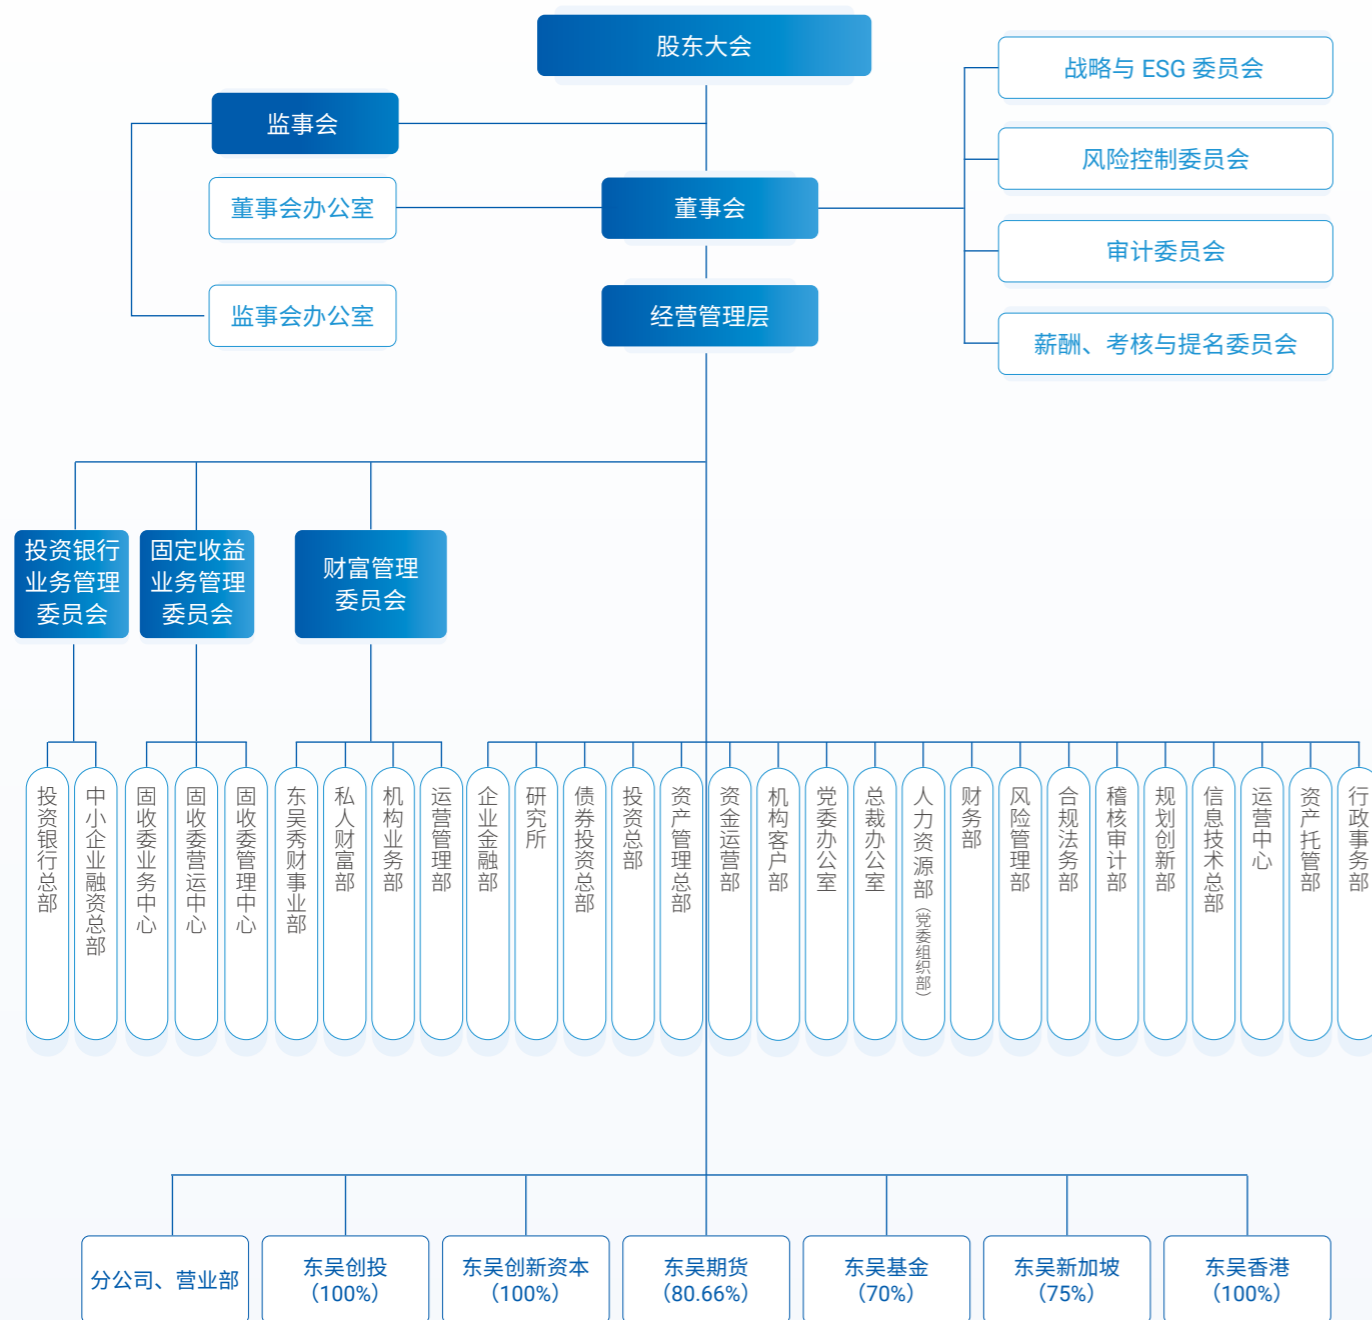 股东大会
监事会
董事会办公室
监事会办公室
董事会
经营管理层
战略与 ESG 委员会
风险控制委员会
审计委员会
薪酬、考核与提名委员会
投资银行
业务管理
委员会
固定收益
业务管理
委员会
财富管理
委员会
投资银行总部
中小企业融资总部
固收委业务中心
固收委营运中心
固收委管理中心
东吴秀财事业部
私人财富部
机构业务部
运营管理部
企业金融部
研究所
债券投资总部
投资总部
资产管理总部
资金运营部
机构客户部
党委办公室
总裁办公室
人力资源部（党委组织部）
财务部
风险管理部
合规法务部
稽核审计部
规划创新部
信息技术总部
运营中心
资产托管部
行政事务部
分公司、营业部
东吴创投
（100%）
东吴创新资本
（100%）
东吴期货
（80.66%）
东吴基金
（70%）
东吴新加坡
（75%）
东吴香港
（100%）